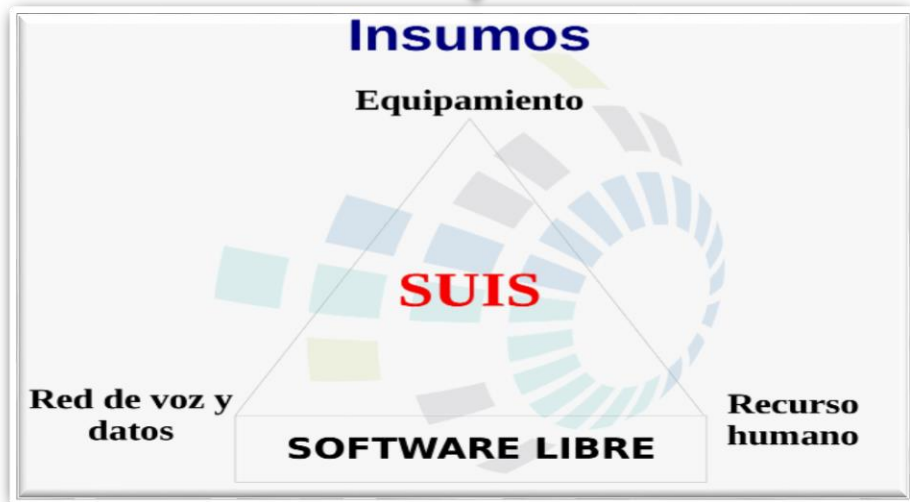 Insumos
Equipamiento
SUIS
Red de voz y
datos
Recurso
humano
SOFTWARE LIBRE